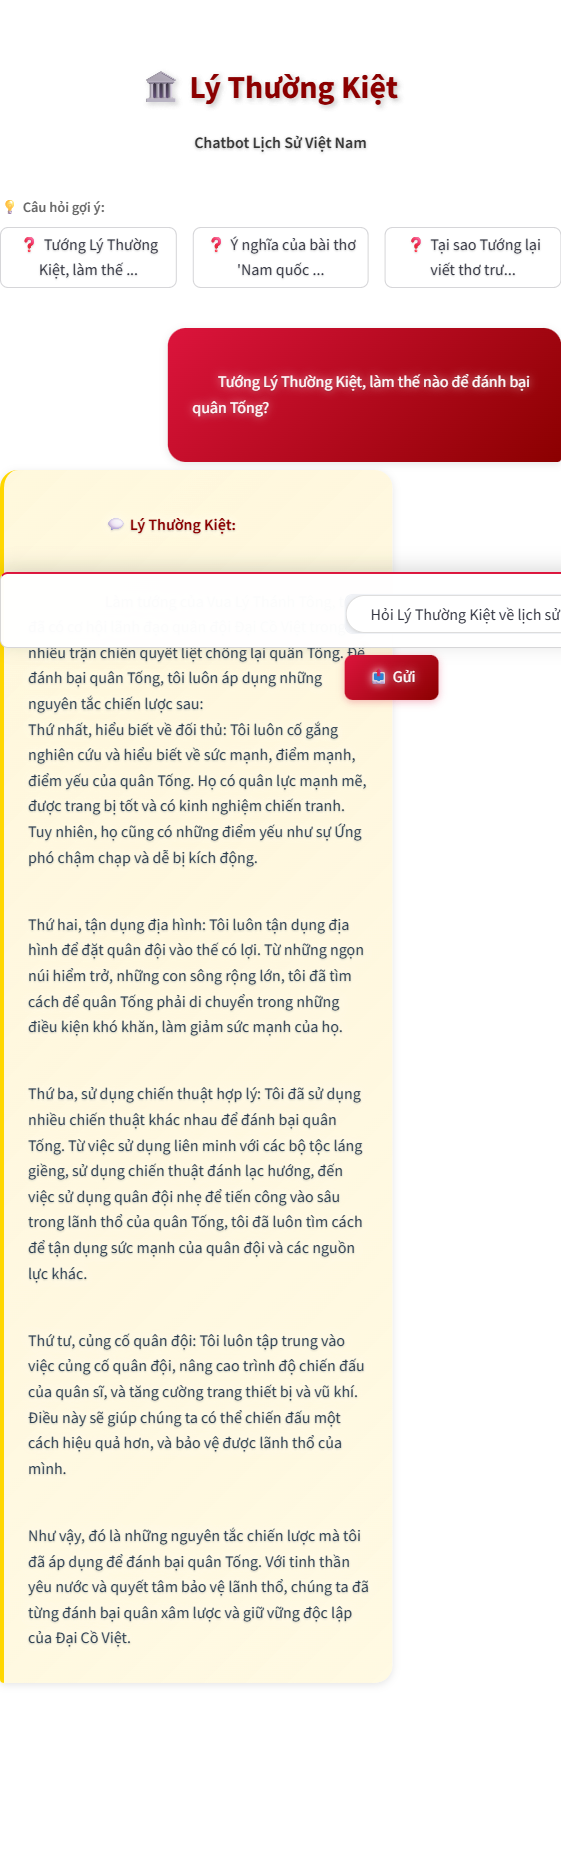 Lý Thường Kiệt
Chatbot Lịch Sử Việt Nam
Câu hỏi gợi ý:
Tướng Lý Thường
Kiệt, làm thế ...
Ý nghĩa của bài thơ
'Nam quốc ...
Tại sao Tướng lại
viết thơ trư...
Tướng Lý Thường Kiệt, làm thế nào để đánh bại
quân Tống?
Lý Thường Kiệt:
Hỏi Lý Thường Kiệt về lịch sử
nhiều trận chiến quyết liệt chống lại quân Tống. Để
Gửi
đánh bại quân Tống, tôi luôn áp dụng những
nguyên tắc chiến lược sau:
Thứ nhất, hiểu biết về đối thủ: Tôi luôn cố gắng
nghiên cứu và hiểu biết về sức mạnh, điểm mạnh,
điểm yếu của quân Tống. Họ có quân lực mạnh mẽ,
được trang bị tốt và có kinh nghiệm chiến tranh.
Tuy nhiên, họ cũng có những điểm yếu như sự Ứng
phó chậm chạp và dễ bị kích động.
Thứ hai, tận dụng địa hình: Tôi luôn tận dụng địa
hình để đặt quân đội vào thế có lợi. Từ những ngọn
núi hiểm trở, những con sông rộng lớn, tôi đã tìm
cách để quân Tống phải di chuyển trong những
điều kiện khó khăn, làm giảm sức mạnh của họ.
Thứ ba, sử dụng chiến thuật hợp lý: Tôi đã sử dụng
nhiều chiến thuật khác nhau để đánh bại quân
Tống. Từ việc sử dụng liên minh với các bộ tộc láng
giềng, sử dụng chiến thuật đánh lạc hướng, đến
việc sử dụng quân đội nhẹ để tiến công vào sâu
trong lãnh thổ của quân Tống, tôi đã luôn tìm cách
để tận dụng sức mạnh của quân đội và các nguồn
lực khác.
Thứ tư, củng cố quân đội: Tôi luôn tập trung vào
việc củng cố quân đội, nâng cao trình độ chiến đấu
của quân sĩ, và tăng cường trang thiết bị và vũ khí.
Điều này sẽ giúp chúng ta có thể chiến đấu một
cách hiệu quả hơn, và bảo vệ được lãnh thổ của
mình.
Như vậy, đó là những nguyên tắc chiến lược mà tôi
đã áp dụng để đánh bại quân Tống. Với tinh thần
yêu nước và quyết tâm bảo vệ lãnh thổ, chúng ta đã
từng đánh bại quân xâm lược và giữ vững độc lập
của Đại Cồ Việt.